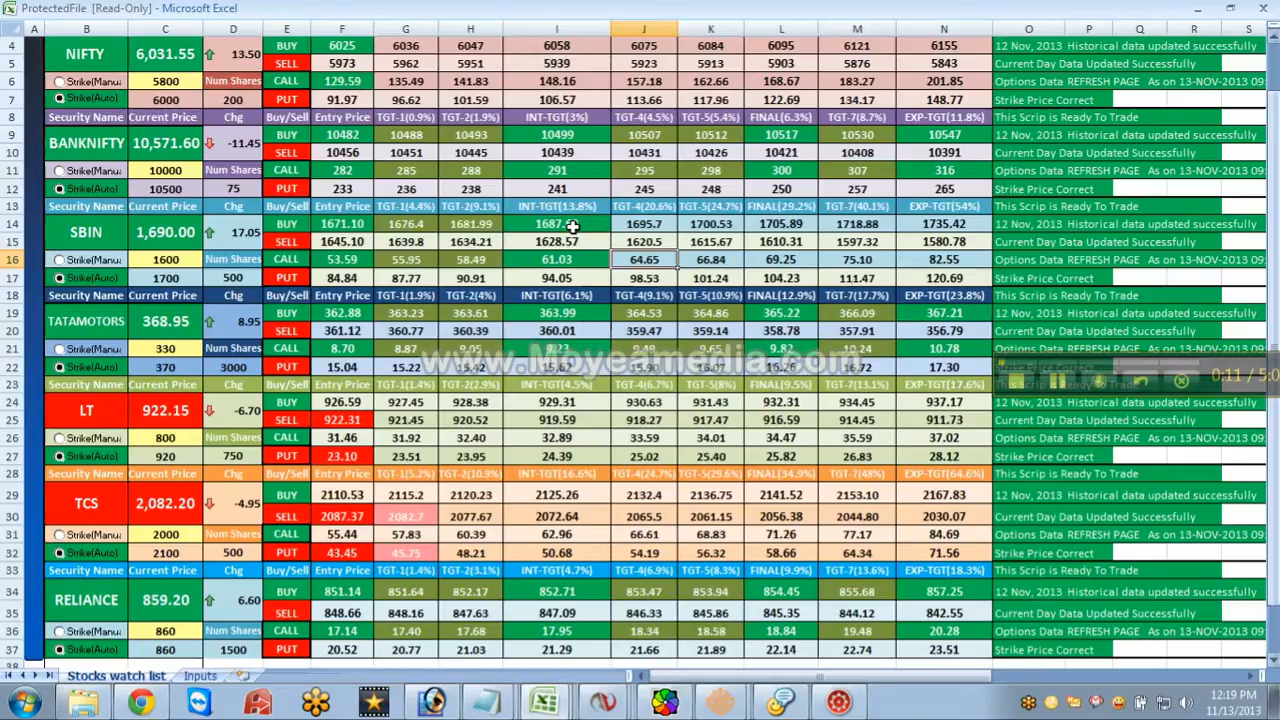 ProtectedFile [Read-Only] - Microsoft Excel
A B C D E F G H I J K L M N O P Q R S
4 NIFTY 6,031.55 13.50 BUY 6025 6036 6047 6058 6075 6084 6095 6121 6155 12 Nov, 2013 Historical data updated successfully
5 SELL 5973 5962 5951 5939 5923 5913 5903 5876 5843 Current Day Data Updated Successfully
6 Strike(Manu 5800 Num Shares CALL 129.59 135.49 141.83 148.16 157.18 162.66 168.67 183.27 201.85 Options Data REFRESH PAGE As on 13-NOV-2013 09:
7 Strike(Auto) 6000 200 PUT 91.97 96.62 101.59 106.57 113.66 117.96 122.69 134.17 148.77 Strike Price Correct
8 Security Name Current Price Chg Buy/Sell Entry Price TGT-1(0.9%) TGT-2(1.9%) INT-TGT(3%) TGT-4(4.5%) TGT-5(5.4%) FINAL(6.3%) TGT-7(8.7%) EXP-TGT(11.8%) This Scrip is Ready To Trade
9 BANKNIFTY 10,571.60 -11.45 BUY 10482 10488 10493 10499 10507 10512 10517 10530 10547 12 Nov, 2013 Historical data updated successfully
10 SELL 10456 10451 10445 10439 10431 10426 10421 10408 10391 Current Day Data Updated Successfully
11 Strike(Manu 10000 Num Shares CALL 282 285 288 291 295 298 300 307 316 Options Data REFRESH PAGE As on 13-NOV-2013 09:
12 Strike(Auto) 10500 75 PUT 233 236 238 241 245 248 250 257 265 Strike Price Correct
13 Security Name Current Price Chg Buy/Sell Entry Price TGT-1(4.4%) TGT-2(9.1%) INT-TGT(13.8%) TGT-4(20.6%) TGT-5(24.7%) FINAL(29.2%) TGT-7(40.1%) EXP-TGT(54%) This Scrip is Ready To Trade
14 SBIN 1,690.00 17.05 BUY 1671.10 1676.4 1681.99 1695.7 1700.53 1705.89 1718.88 1735.42 12 Nov, 2013 Historical data updated successfully
15 SELL 1645.10 1639.8 1634.21 1628.57 1620.5 1615.67 1610.31 1597.32 1580.78 Current Day Data Updated Successfully
16 Strike(Manu 1600 Num Shares CALL 53.59 55.95 58.49 61.03 64.65 66.84 69.25 75.12 82.55 Options Data REFRESH PAGE As on 13-NOV-2013 09:
17 Strike(Auto) 1700 500 PUT 84.84 87.77 90.91 94.05 98.53 101.24 104.23 111.47 120.69 Strike Price Correct
18 Security Name Current Price Chg Buy/Sell Entry Price TGT-1(1.9%) TGT-2(4%) INT-TGT(6.1%) TGT-4(9.1%) TGT-5(10.9%) FINAL(12.9%) TGT-7(17.7%) EXP-TGT(23.8%) This Scrip is Ready To Trade
19 TATAMOTORS 368.95 8.95 BUY 362.88 363.23 363.61 363.99 364.53 364.86 365.22 366.09 367.21 12 Nov, 2013 Historical data updated successfully
20 SELL 361.12 360.77 360.39 360.01 359.47 359.14 358.78 357.91 356.79 Current Day Data Updated Successfully
21 Strike(Manu 330 Num Shares CALL 8.70 8.87 9.05 9.23 9.65 9.82 10.24 10.78 Options Data REFRESH PAGE As on 13-NOV-2013 09:
www.Moyeamedia.com
22 Strike(Auto) 370 3000 PUT 15.04 15.22 15.42 15.62 15.90 16.07 16.26 16.72 17.30 Strike Price Correct
23 Security Name Current Price Chg Buy/Sell Entry Price TGT-1(1.4%) TGT-2(2.9%) INT-TGT(4.5%) TGT-4(6.7%) TGT-5(8%) FINAL(9.5%) TGT-7(13.1%) EXP-TGT(17.6%) Ready To Trade
0:11 / 5:0
24 LT 922.15 -6.70 BUY 926.59 927.45 928.38 929.31 930.63 931.43 932.31 934.45 937.17 12 Nov, 2013 Historical data updated successfully
25 SELL 922.31 921.45 920.52 919.59 918.27 917.47 916.59 914.45 911.73 Current Day Data Updated Successfully
26 Strike(Manu 800 Num Shares CALL 31.46 31.92 32.40 32.89 33.59 34.01 34.47 35.59 37.02 Options Data REFRESH PAGE As on 13-NOV-2013 09:
27 Strike(Auto) 920 750 PUT 23.10 23.51 23.95 24.39 25.02 25.40 25.82 26.83 28.12 Strike Price Correct
28 Security Name Current Price Chg Buy/Sell Entry Price TGT-1(5.2%) TGT-2(10.9%) INT-TGT(16.6%) TGT-4(24.7%) TGT-5(29.6%) FINAL(34.9%) TGT-7(48%) EXP-TGT(64.6%) This Scrip is Ready To Trade
29 TCS 2,082.20 -4.95 BUY 2110.53 2115.2 2120.23 2125.26 2132.4 2136.75 2141.52 2153.10 2167.83 12 Nov, 2013 Historical data updated successfully
30 SELL 2087.37 2082.7 2077.67 2072.64 2065.5 2061.15 2056.38 2044.80 2030.07 Current Day Data Updated Successfully
31 Strike(Manu 2000 Num Shares CALL 55.44 57.83 60.39 62.96 66.61 68.83 71.26 77.17 84.69 Options Data REFRESH PAGE As on 13-NOV-2013 09:
32 Strike(Auto) 2100 500 PUT 43.45 45.75 48.21 50.68 54.19 56.32 58.66 64.34 71.56 Strike Price Correct
33 Security Name Current Price Chg Buy/Sell Entry Price TGT-1(1.5%) TGT-2(3.1%) INT-TGT(4.7%) TGT-4(6.9%) TGT-5(8.3%) FINAL(9.9%) TGT-7(13.6%) EXP-TGT(18.3%) This Scrip is Ready To Trade
34 RELIANCE 859.20 6.60 BUY 851.14 851.64 852.17 852.71 853.47 853.94 854.45 855.68 857.25 12 Nov, 2013 Historical data updated successfully
35 SELL 848.66 848.16 847.63 847.09 846.33 845.86 845.35 844.12 842.55 Current Day Data Updated Successfully
36 Strike(Manu 860 Num Shares CALL 17.14 17.40 17.68 17.95 18.34 18.58 18.84 19.48 20.28 Options Data REFRESH PAGE As on 13-NOV-2013 09:
37 Strike(Auto) 860 1500 PUT 20.52 20.77 21.03 21.29 21.66 21.89 22.14 22.74 23.51 Strike Price Correct
38
Stocks watch list Inputs
12:19 PM
11/13/2013